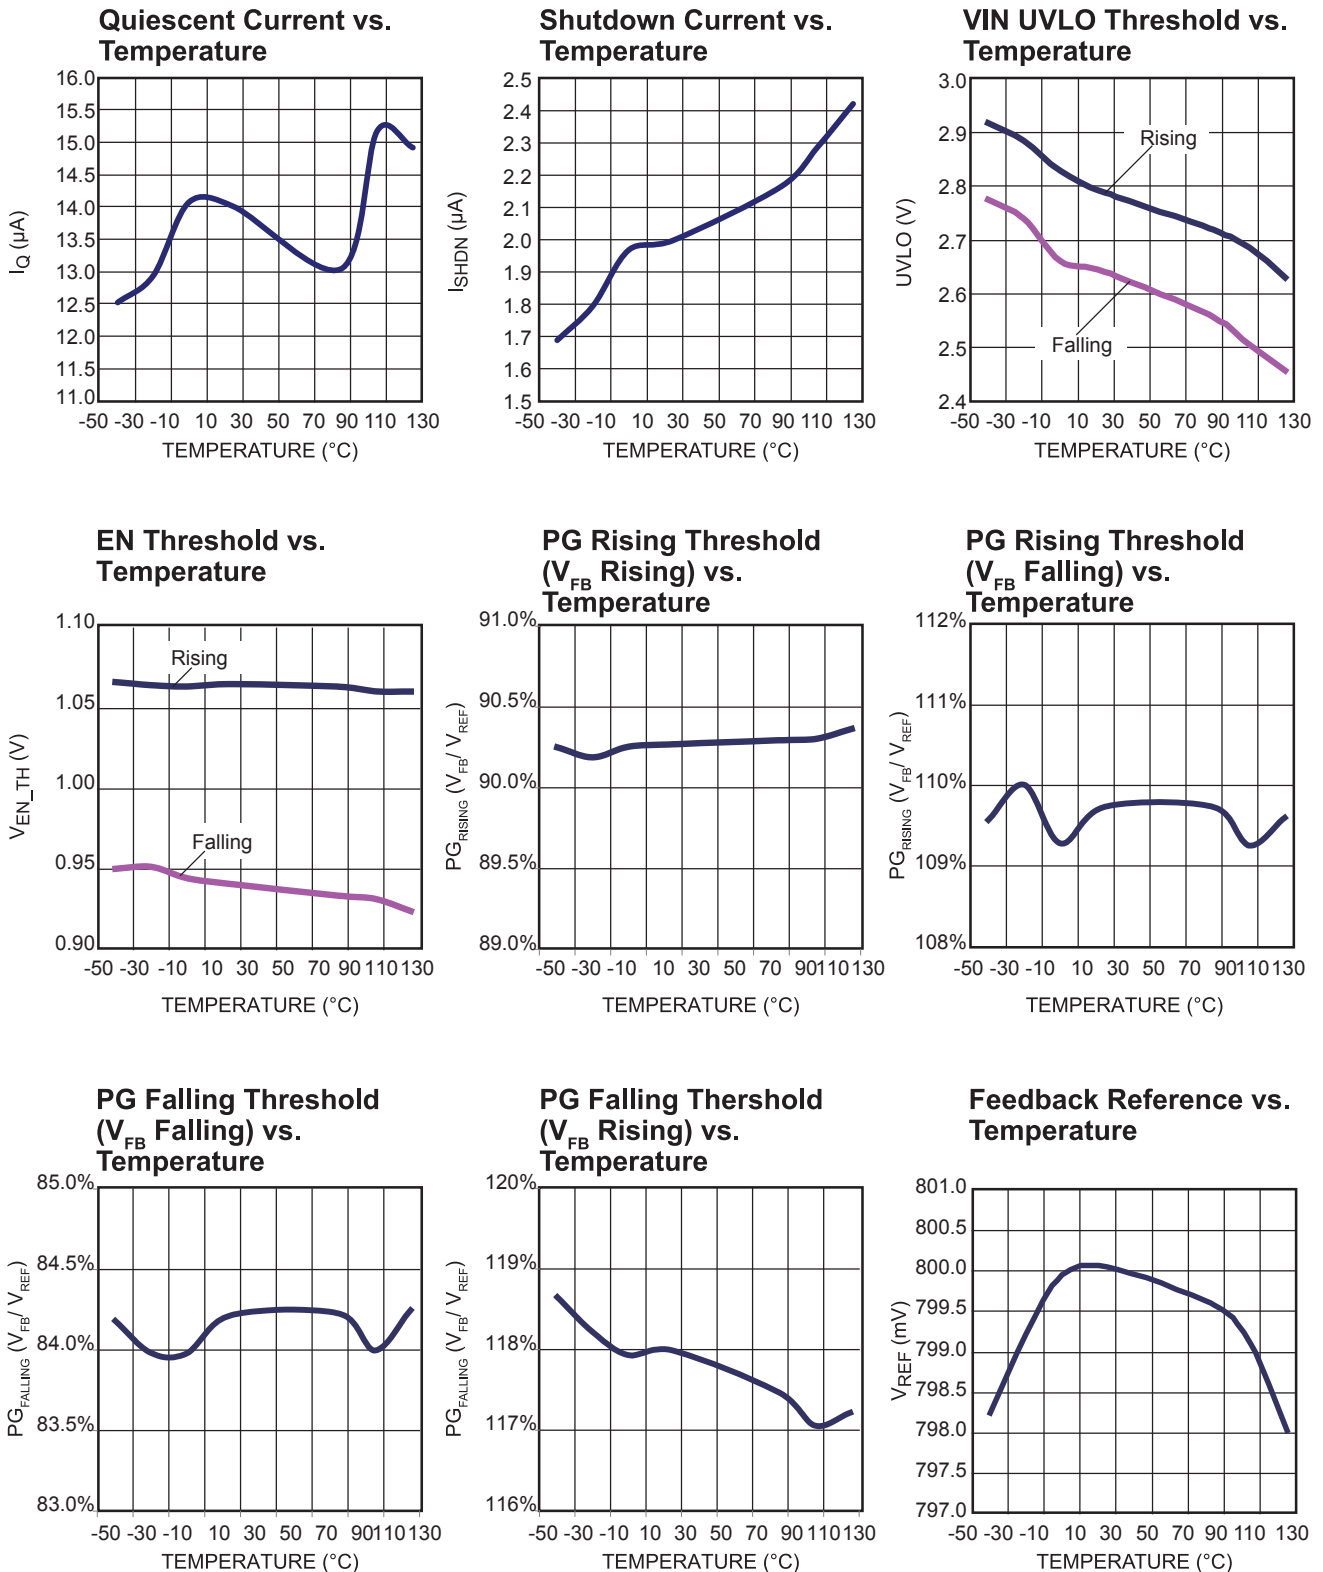 Quiescent Current vs.
Temperature
16.0
15.5
15.0
14.5
14.0
13.5
13.0
12.5
12.0
11.5
11.0
IQ (µA)
-50 -30 -10 10 30 50 70 90 110 130
TEMPERATURE (°C)
Shutdown Current vs.
Temperature
2.5
2.4
2.3
2.2
2.1
2.0
1.9
1.8
1.7
1.6
1.5
ISHDN (µA)
-50 -30 -10 10 30 50 70 90 110 130
TEMPERATURE (°C)
VIN UVLO Threshold vs.
Temperature
3.0
2.9
2.8
2.7
2.6
2.5
2.4
UVLO (V)
Rising
Falling
-50 -30 -10 10 30 50 70 90 110 130
TEMPERATURE (°C)
EN Threshold vs.
Temperature
1.10
1.05
1.00
0.95
0.90
VEN_TH (V)
Rising
Falling
-50 -30 -10 10 30 50 70 90 110 130
TEMPERATURE (°C)
PG Rising Threshold
(VFB Rising) vs.
Temperature
91.0%
90.5%
90.0%
89.5%
89.0%
PGRISING (VFB/ VREF)
-50 -30 -10 10 30 50 70 90 110 130
TEMPERATURE (°C)
PG Rising Threshold
(VFB Falling) vs.
Temperature
112%
111%
110%
109%
108%
PGRISING (VFB/ VREF)
-50 -30 -10 10 30 50 70 90 110 130
TEMPERATURE (°C)
PG Falling Threshold
(VFB Falling) vs.
Temperature
85.0%
84.5%
84.0%
83.5%
83.0%
PGFALLING (VFB/ VREF)
-50 -30 -10 10 30 50 70 90 110 130
TEMPERATURE (°C)
PG Falling Thershold
(VFB Rising) vs.
Temperature
120%
119%
118%
117%
116%
PGFALLING (VFB/ VREF)
-50 -30 -10 10 30 50 70 90 110 130
TEMPERATURE (°C)
Feedback Reference vs.
Temperature
801.0
800.5
800.0
799.5
799.0
798.5
798.0
797.5
797.0
VREF (mV)
-50 -30 -10 10 30 50 70 90 110 130
TEMPERATURE (°C)